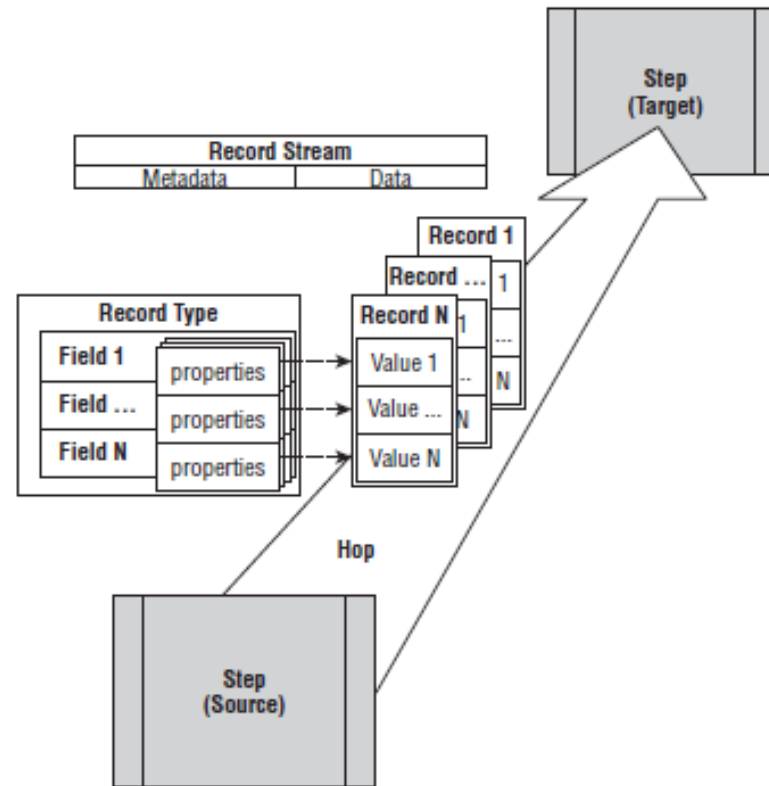 Step
(Target)
Record Stream
Metadata Data
Record 1
1
...
N
Record ...
1
...
N
Record N
Value 1
Value ...
Value N
Record Type
Field 1 properties
Field ... properties
Field N properties
Hop
Step
(Source)